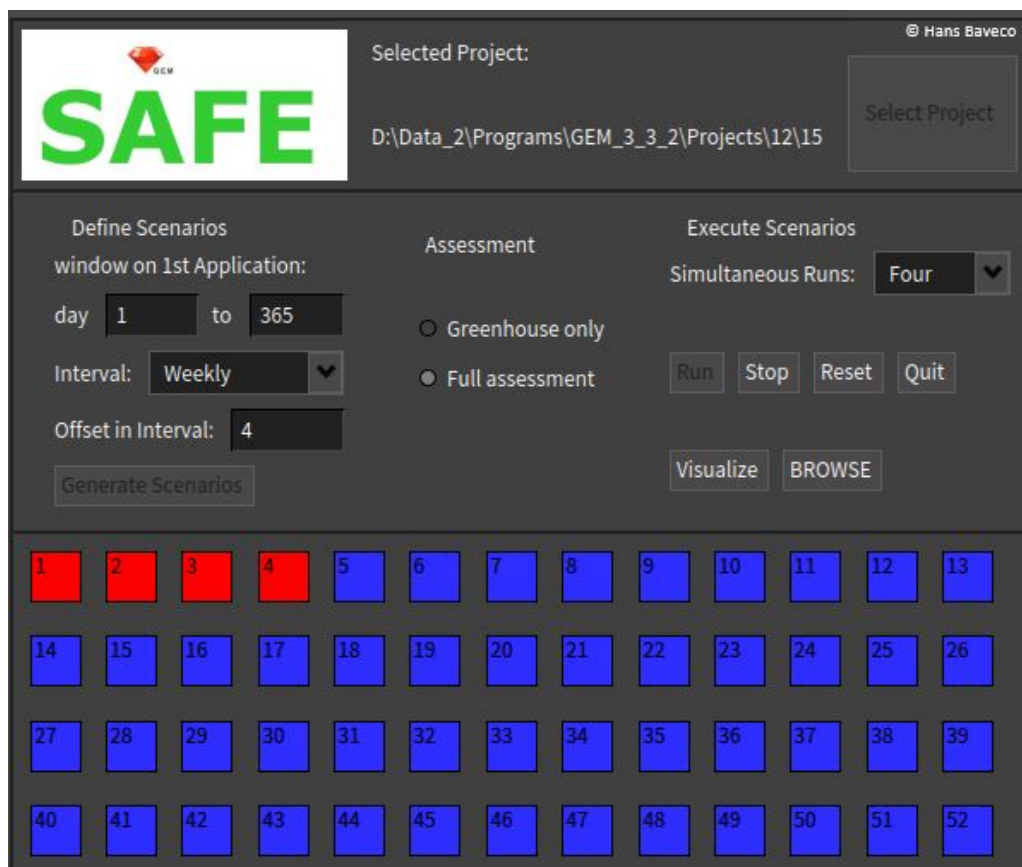 © Hans Baveco
GEM
SAFE
Selected Project:
D:\Data_2\Programs\GEM_3_3_2\Projects\12\15
Select Project
Define Scenarios
window on 1st Application:
day 1 to 365
Interval: Weekly
Offset in Interval: 4
Generate Scenarios
Assessment
Greenhouse only
Full assessment
Execute Scenarios
Simultaneous Runs: Four
Run Stop Reset Quit
Visualize BROWSE
1 2 3 4 5 6 7 8 9 10 11 12 13
14 15 16 17 18 19 20 21 22 23 24 25 26
27 28 29 30 31 32 33 34 35 36 37 38 39
40 41 42 43 44 45 46 47 48 49 50 51 52